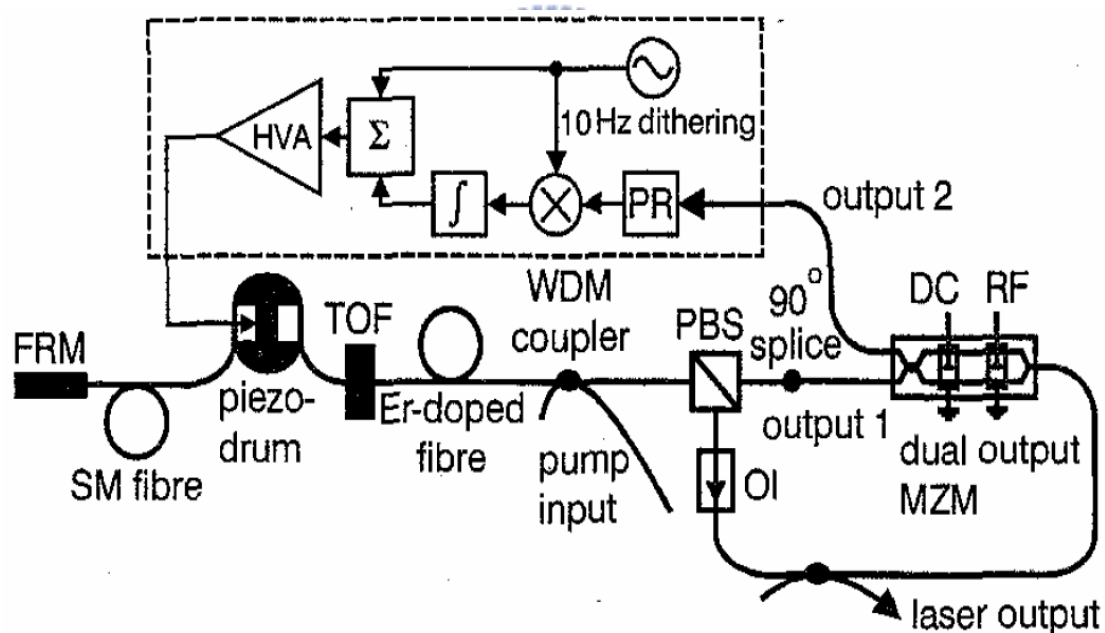 HVA
Σ
10 Hz dithering
∫
PR
output 2
WDM
coupler
90°
splice
DC
RF
PBS
TOF
FRM
piezo-
drum
Er-doped
fibre
output 1
dual output
MZM
SM fibre
pump
input
OI
laser output